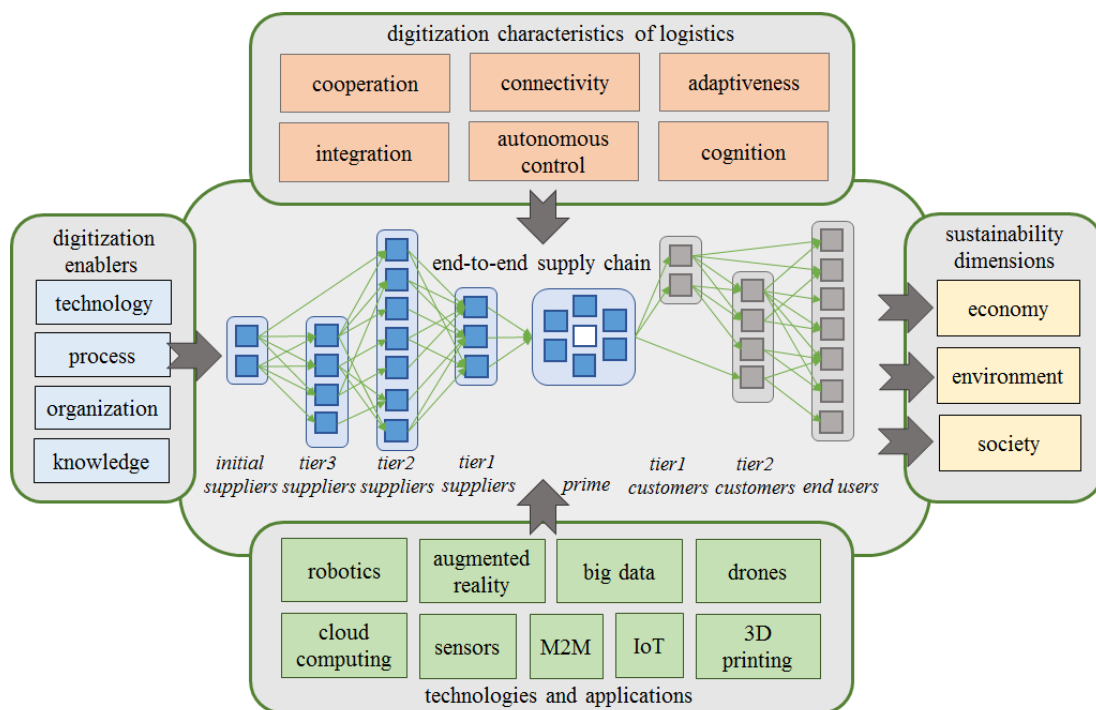 digitization characteristics of logistics
cooperation
connectivity
adaptiveness
integration
autonomous
control
cognition
digitization
enablers
technology
process
organization
knowledge
end-to-end supply chain
initial
suppliers
tier3
suppliers
tier2
suppliers
tier1
suppliers
prime
tier1
customers
tier2
customers
end users
sustainability
dimensions
economy
environment
society
robotics
augmented
reality
big data
drones
cloud
computing
sensors
M2M
IoT
3D
printing
technologies and applications